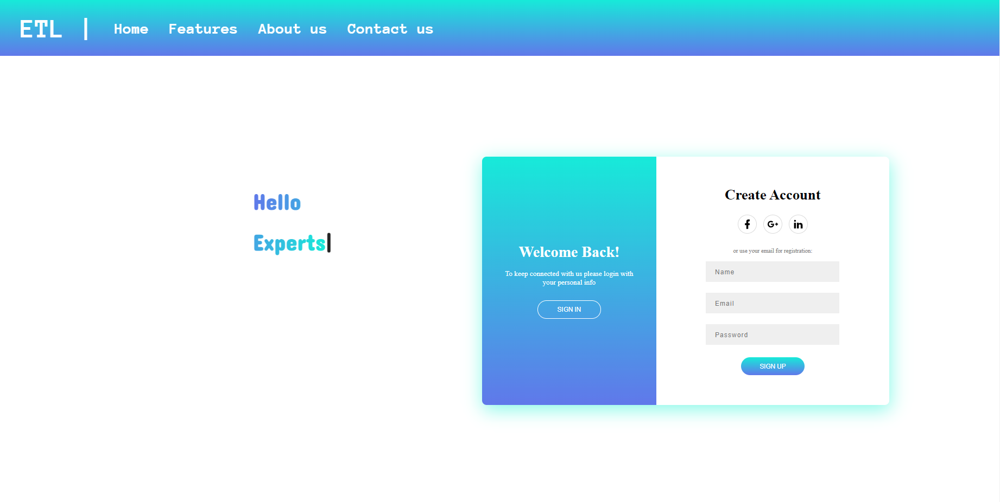 ETL | Home Features About us Contact us
Hello
Experts|
Welcome Back!
To keep connected with us please login with
your personal info
SIGN IN
Create Account
f G+ in
or use your email for registration:
Name
Email
Password
SIGN UP